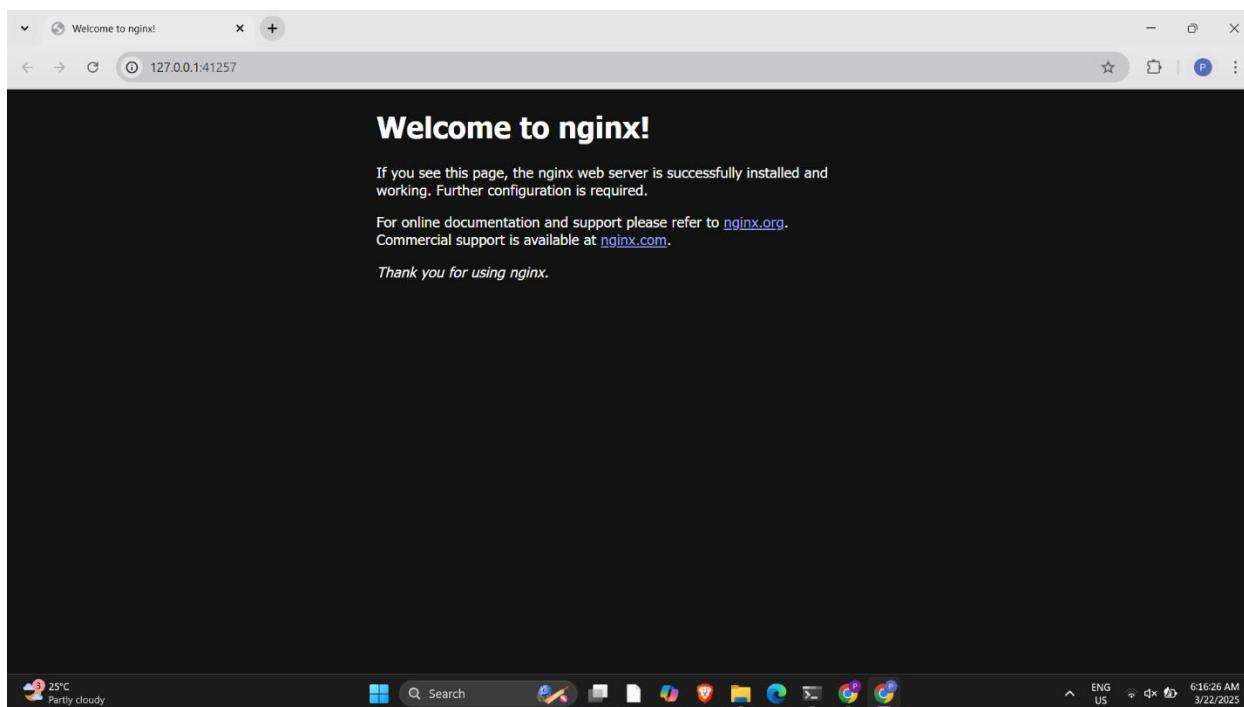 Welcome to nginx!
127.0.0.1:41257
P
Welcome to nginx!
If you see this page, the nginx web server is successfully installed and
working. Further configuration is required.
For online documentation and support please refer to nginx.org.
Commercial support is available at nginx.com.
Thank you for using nginx.
3
25°C
Partly cloudy
Search
P
P
ENG
US
6:16:26 AM
3/22/2025